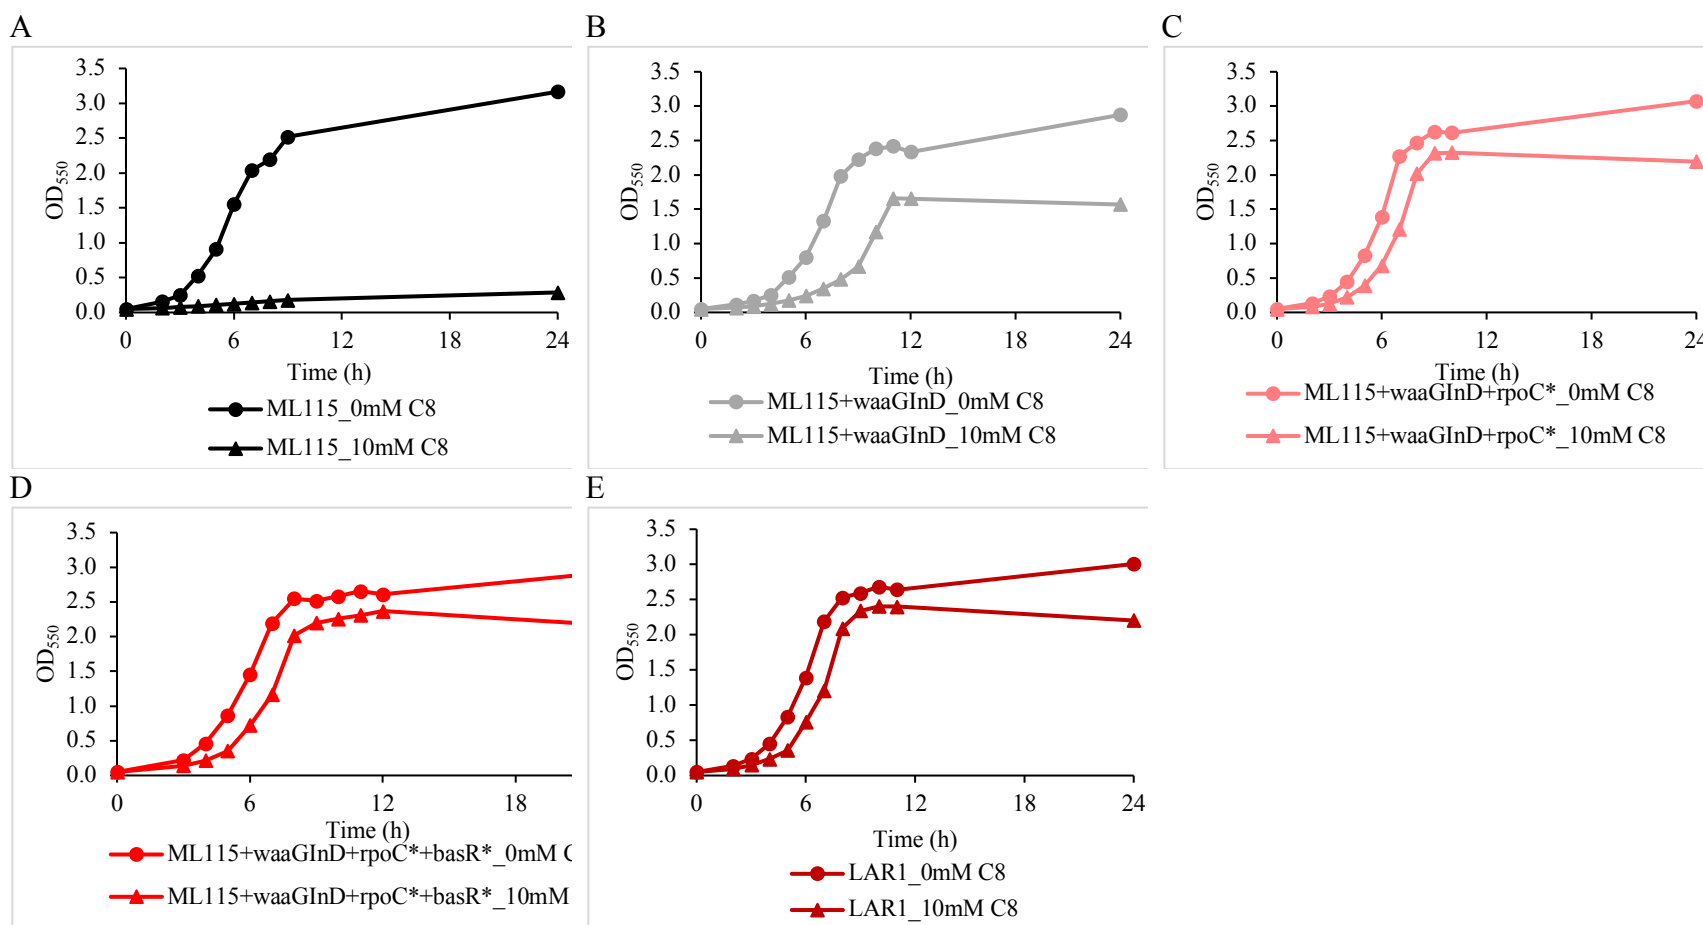 A
3.5
3.0
2.5
2.0
1.5
1.0
0.5
0.0
OD550
0 6 12 18 24
Time (h)
ML115_0mM C8
ML115_10mM C8
B
3.5
3.0
2.5
2.0
1.5
1.0
0.5
0.0
OD550
0 6 12 18 24
Time (h)
ML115+waaGInD_0mM C8
ML115+waaGInD_10mM C8
C
3.5
3.0
2.5
2.0
1.5
1.0
0.5
0.0
OD550
0 6 12 18 24
Time (h)
ML115+waaGInD+rpoC*_0mM C8
ML115+waaGInD+rpoC*_10mM C8
D
3.5
3.0
2.5
2.0
1.5
1.0
0.5
0.0
OD550
0 6 12 18
Time (h)
ML115+waaGInD+rpoC*+basR*_0mM C
ML115+waaGInD+rpoC*+basR*_10mM
E
3.5
3.0
2.5
2.0
1.5
1.0
0.5
0.0
OD550
0 6 12 18 24
Time (h)
LAR1_0mM C8
LAR1_10mM C8